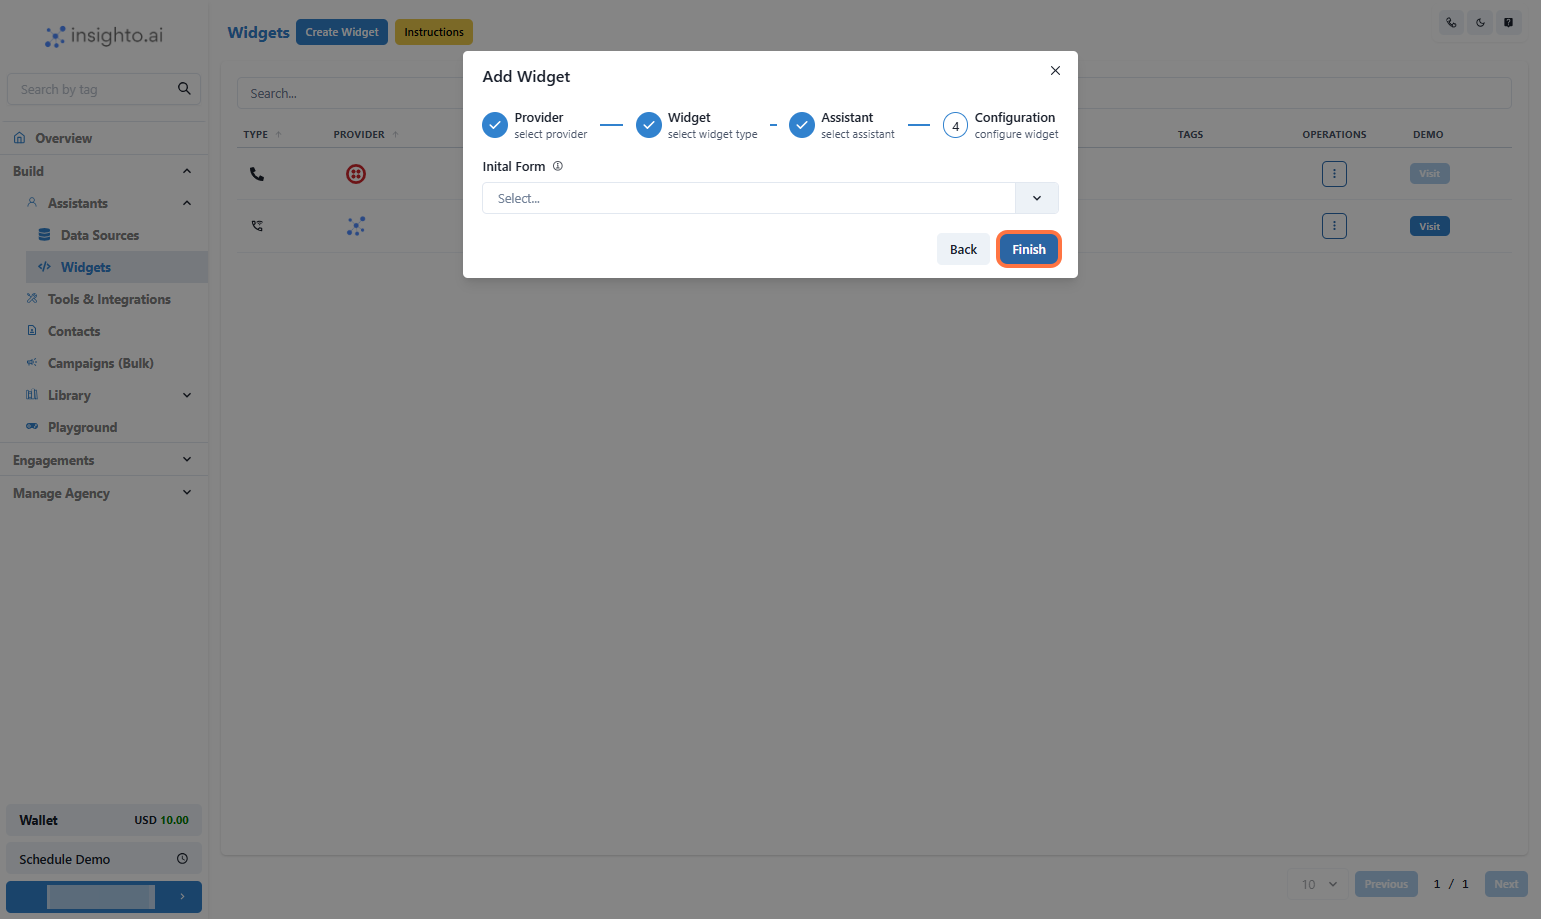 insighto.ai
Search by tag
Overview
Build
Assistants
Data Sources
Widgets
Tools & Integrations
Contacts
Campaigns (Bulk)
Library
Playground
Engagements
Manage Agency
Wallet USD 10.00
Schedule Demo
Widgets Create Widget Instructions
Search...
TYPE PROVIDER TAGS OPERATIONS DEMO
Visit
Visit
Add Widget
Provider
select provider
Widget
select widget type
Assistant
select assistant
4
Configuration
configure widget
Inital Form
Select...
Back Finish
10 Previous 1 / 1 Next